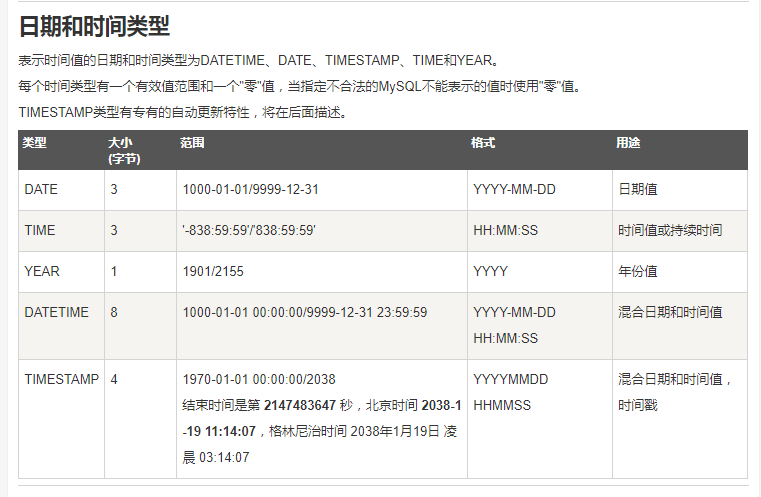 日期和时间类型
表示时间值的日期和时间类型为DATETIME、DATE、TIMESTAMP、TIME和YEAR。
每个时间类型有一个有效值范围和一个"零"值，当指定不合法的MySQL不能表示的值时使用"零"值。
TIMESTAMP类型有专有的自动更新特性，将在后面描述。
类型 大小 范围 格式 用途
(字节)
DATE 3 1000-01-01/9999-12-31 YYYY-MM-DD 日期值
TIME 3 '-838:59:59'/'838:59:59' HH:MM:SS 时间值或持续时间
YEAR 1 1901/2155 YYYY 年份值
DATETIME 8 1000-01-01 00:00:00/9999-12-31 23:59:59 YYYY-MM-DD 混合日期和时间值
HH:MM:SS
TIMESTAMP 4 1970-01-01 00:00:00/2038 YYYYMMDD 混合日期和时间值，
结束时间是第 2147483647 秒，北京时间 2038-1 HHMMSS 时间戳
-19 11:14:07，格林尼治时间 2038年1月19日 凌
晨 03:14:07